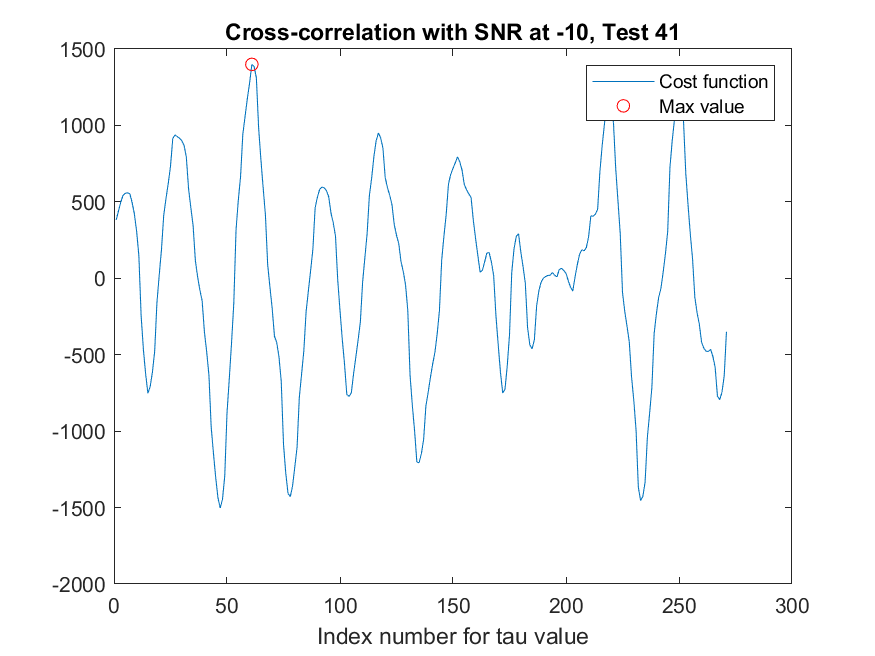 Cross-correlation with SNR at -10, Test 41
1500
1000
500
0
-500
-1000
-1500
-2000
Cost function
Max value
0 50 100 150 200 250 300
Index number for tau value